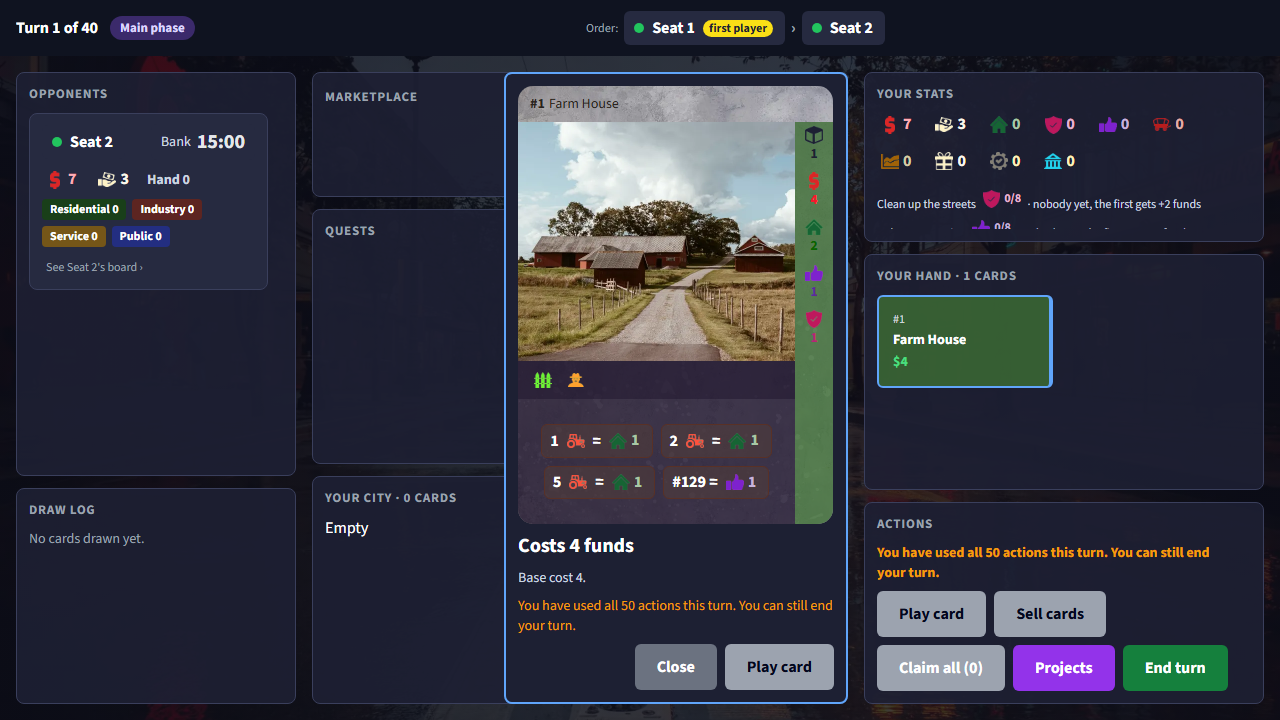 Turn 1 of 40
Main phase
Order:
Seat 1
first player
›
Seat 2
OPPONENTS
Seat 2
Bank 15:00
7
3
Hand 0
Residential 0
Industry 0
Service 0
Public 0
See Seat 2's board ›
DRAW LOG
No cards drawn yet.
MARKETPLACE
QUESTS
YOUR CITY · 0 CARDS
Empty
#1 Farm House
1
4
2
1
1
1 = 1
2 = 1
5 = 1
#129 = 1
Costs 4 funds
Base cost 4.
You have used all 50 actions this turn. You can still end
your turn.
Close
Play card
YOUR STATS
7
3
0
0
0
0
0
0
0
0
Clean up the streets 0/8 · nobody yet, the first gets +2 funds
0/8
YOUR HAND · 1 CARDS
#1
Farm House
$4
ACTIONS
You have used all 50 actions this turn. You can still end
your turn.
Play card
Sell cards
Claim all (0)
Projects
End turn